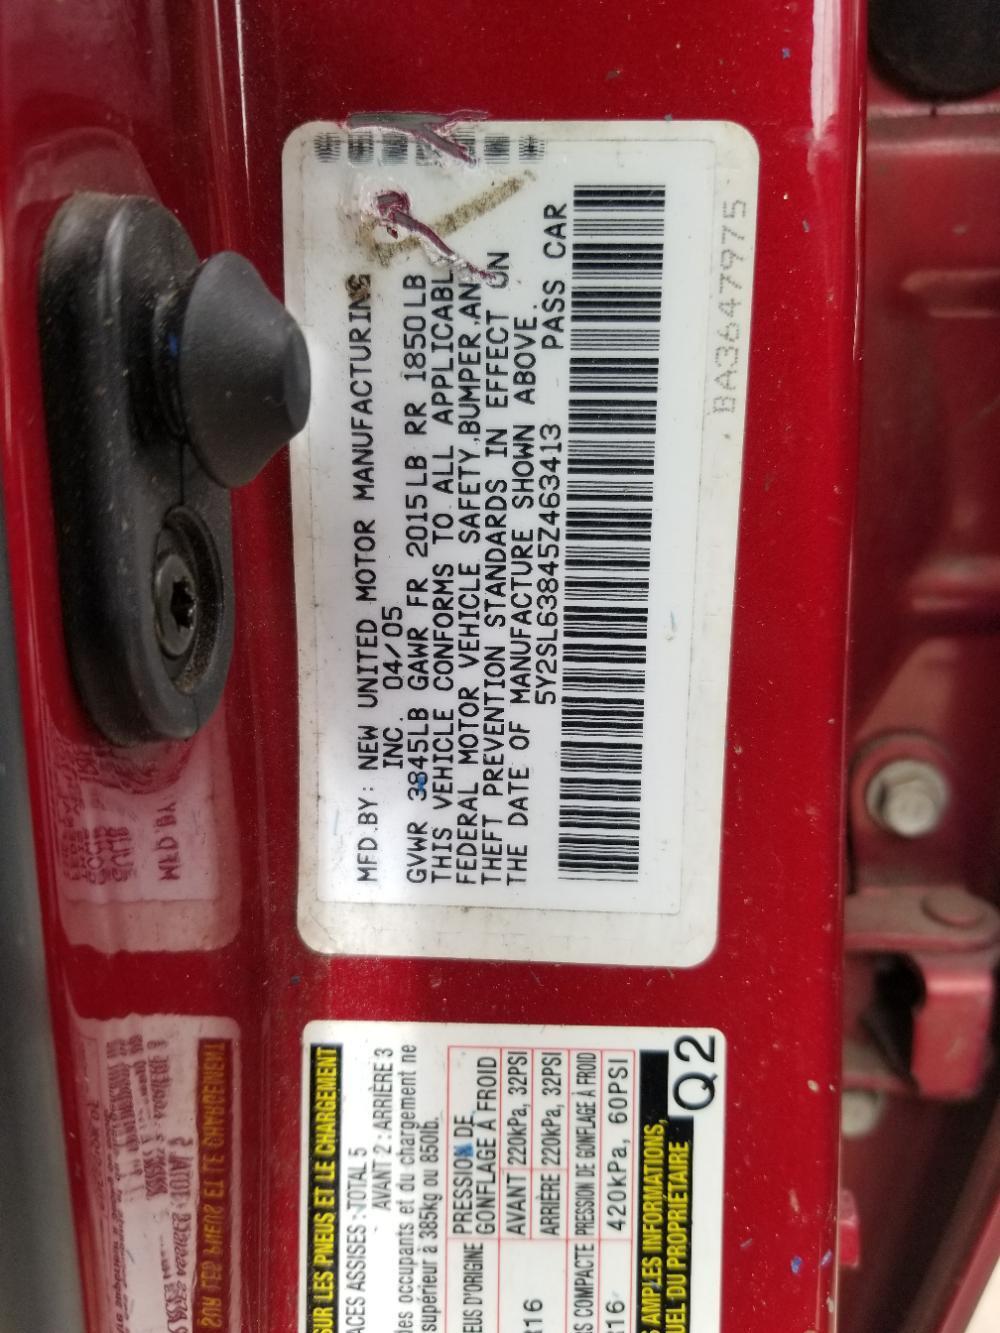 MFD.BY: NEW UNITED MOTOR MANUFACTURING
INC. 04/05
GVWR 3845LB GAWR FR 2015LB RR 1850LB
THIS VEHICLE CONFORMS TO ALL APPLICABL
FEDERAL MOTOR VEHICLE SAFETY,BUMPER,AN
THEFT PREVENTION STANDARDS IN EFFECT ON
THE DATE OF MANUFACTURE SHOWN ABOVE.
5Y2SL63845Z463413 PASS CAR
BA3647975
SUR LES PNEUS ET LE CHARGEMENT
ACES ASSISES :TOTAL 5
AVANT 2 : ARRIÈRE 3
des occupants et du chargement ne
supérieur à 385kg ou 850lb.
EUS D'ORIGINE PRESSION DE GONFLAGE À FROID
AVANT 220kPa, 32PSI
R16 ARRIÈRE 220kPa, 32PSI
RS COMPACTE PRESSION DE GONFLAGE À FROID
R16 420kPa, 60PSI
AMPLES INFORMATIONS,
UEL DU PROPRIÉTAIRE
Q2